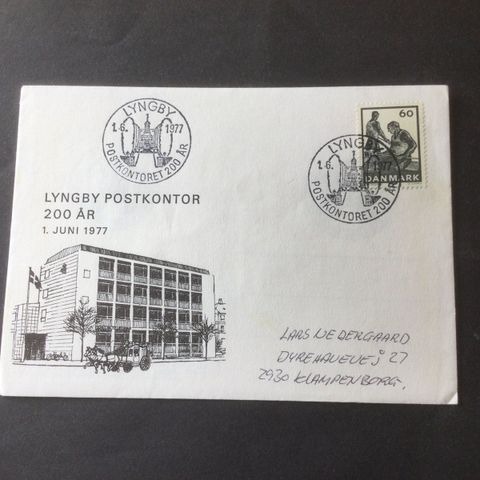 LYNGBY
1.6. 1977
POSTKONTORET 200 ÅR
60
DANMARK
LYNGBY
1.6. 1977
POSTKONTORET 200 ÅR
LYNGBY POSTKONTOR
200 ÅR
1. JUNI 1977
LARS NEDERGAARD
DYREHAVEVEJ 27
2930 KLAMPENBORG.